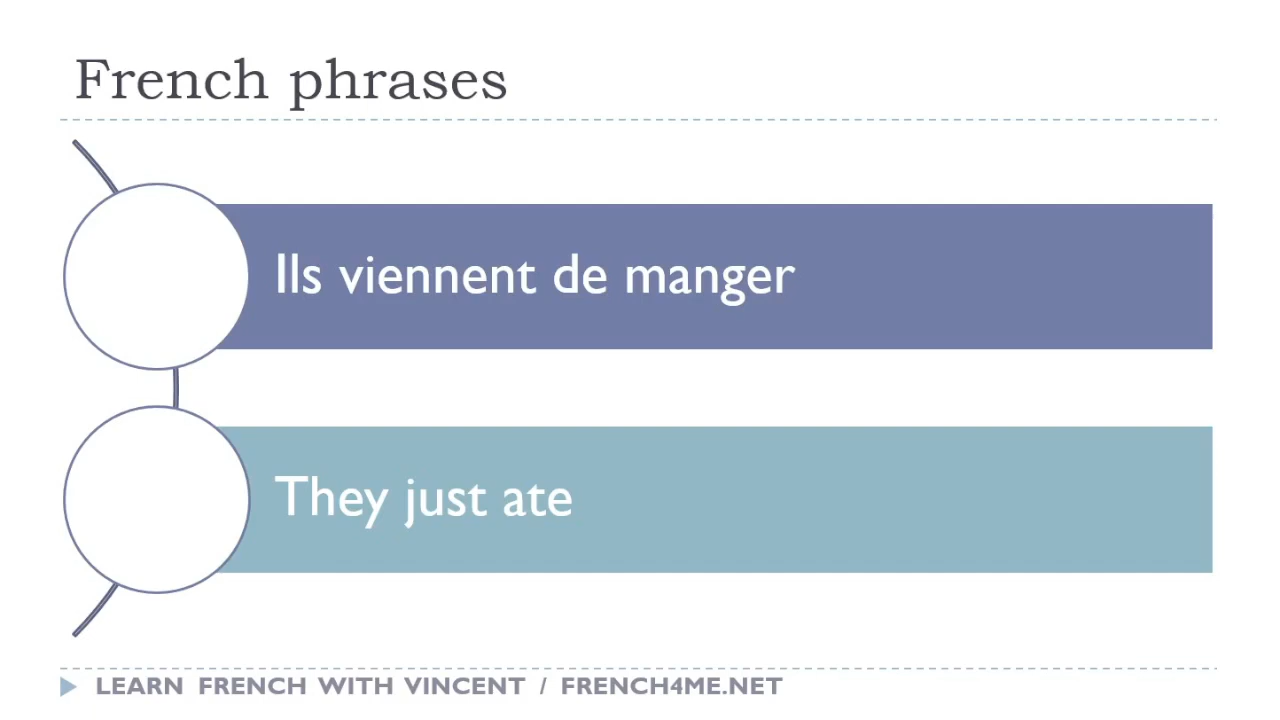 French phrases
Ils viennent de manger
They just ate
LEARN FRENCH WITH VINCENT / FRENCH4ME.NET